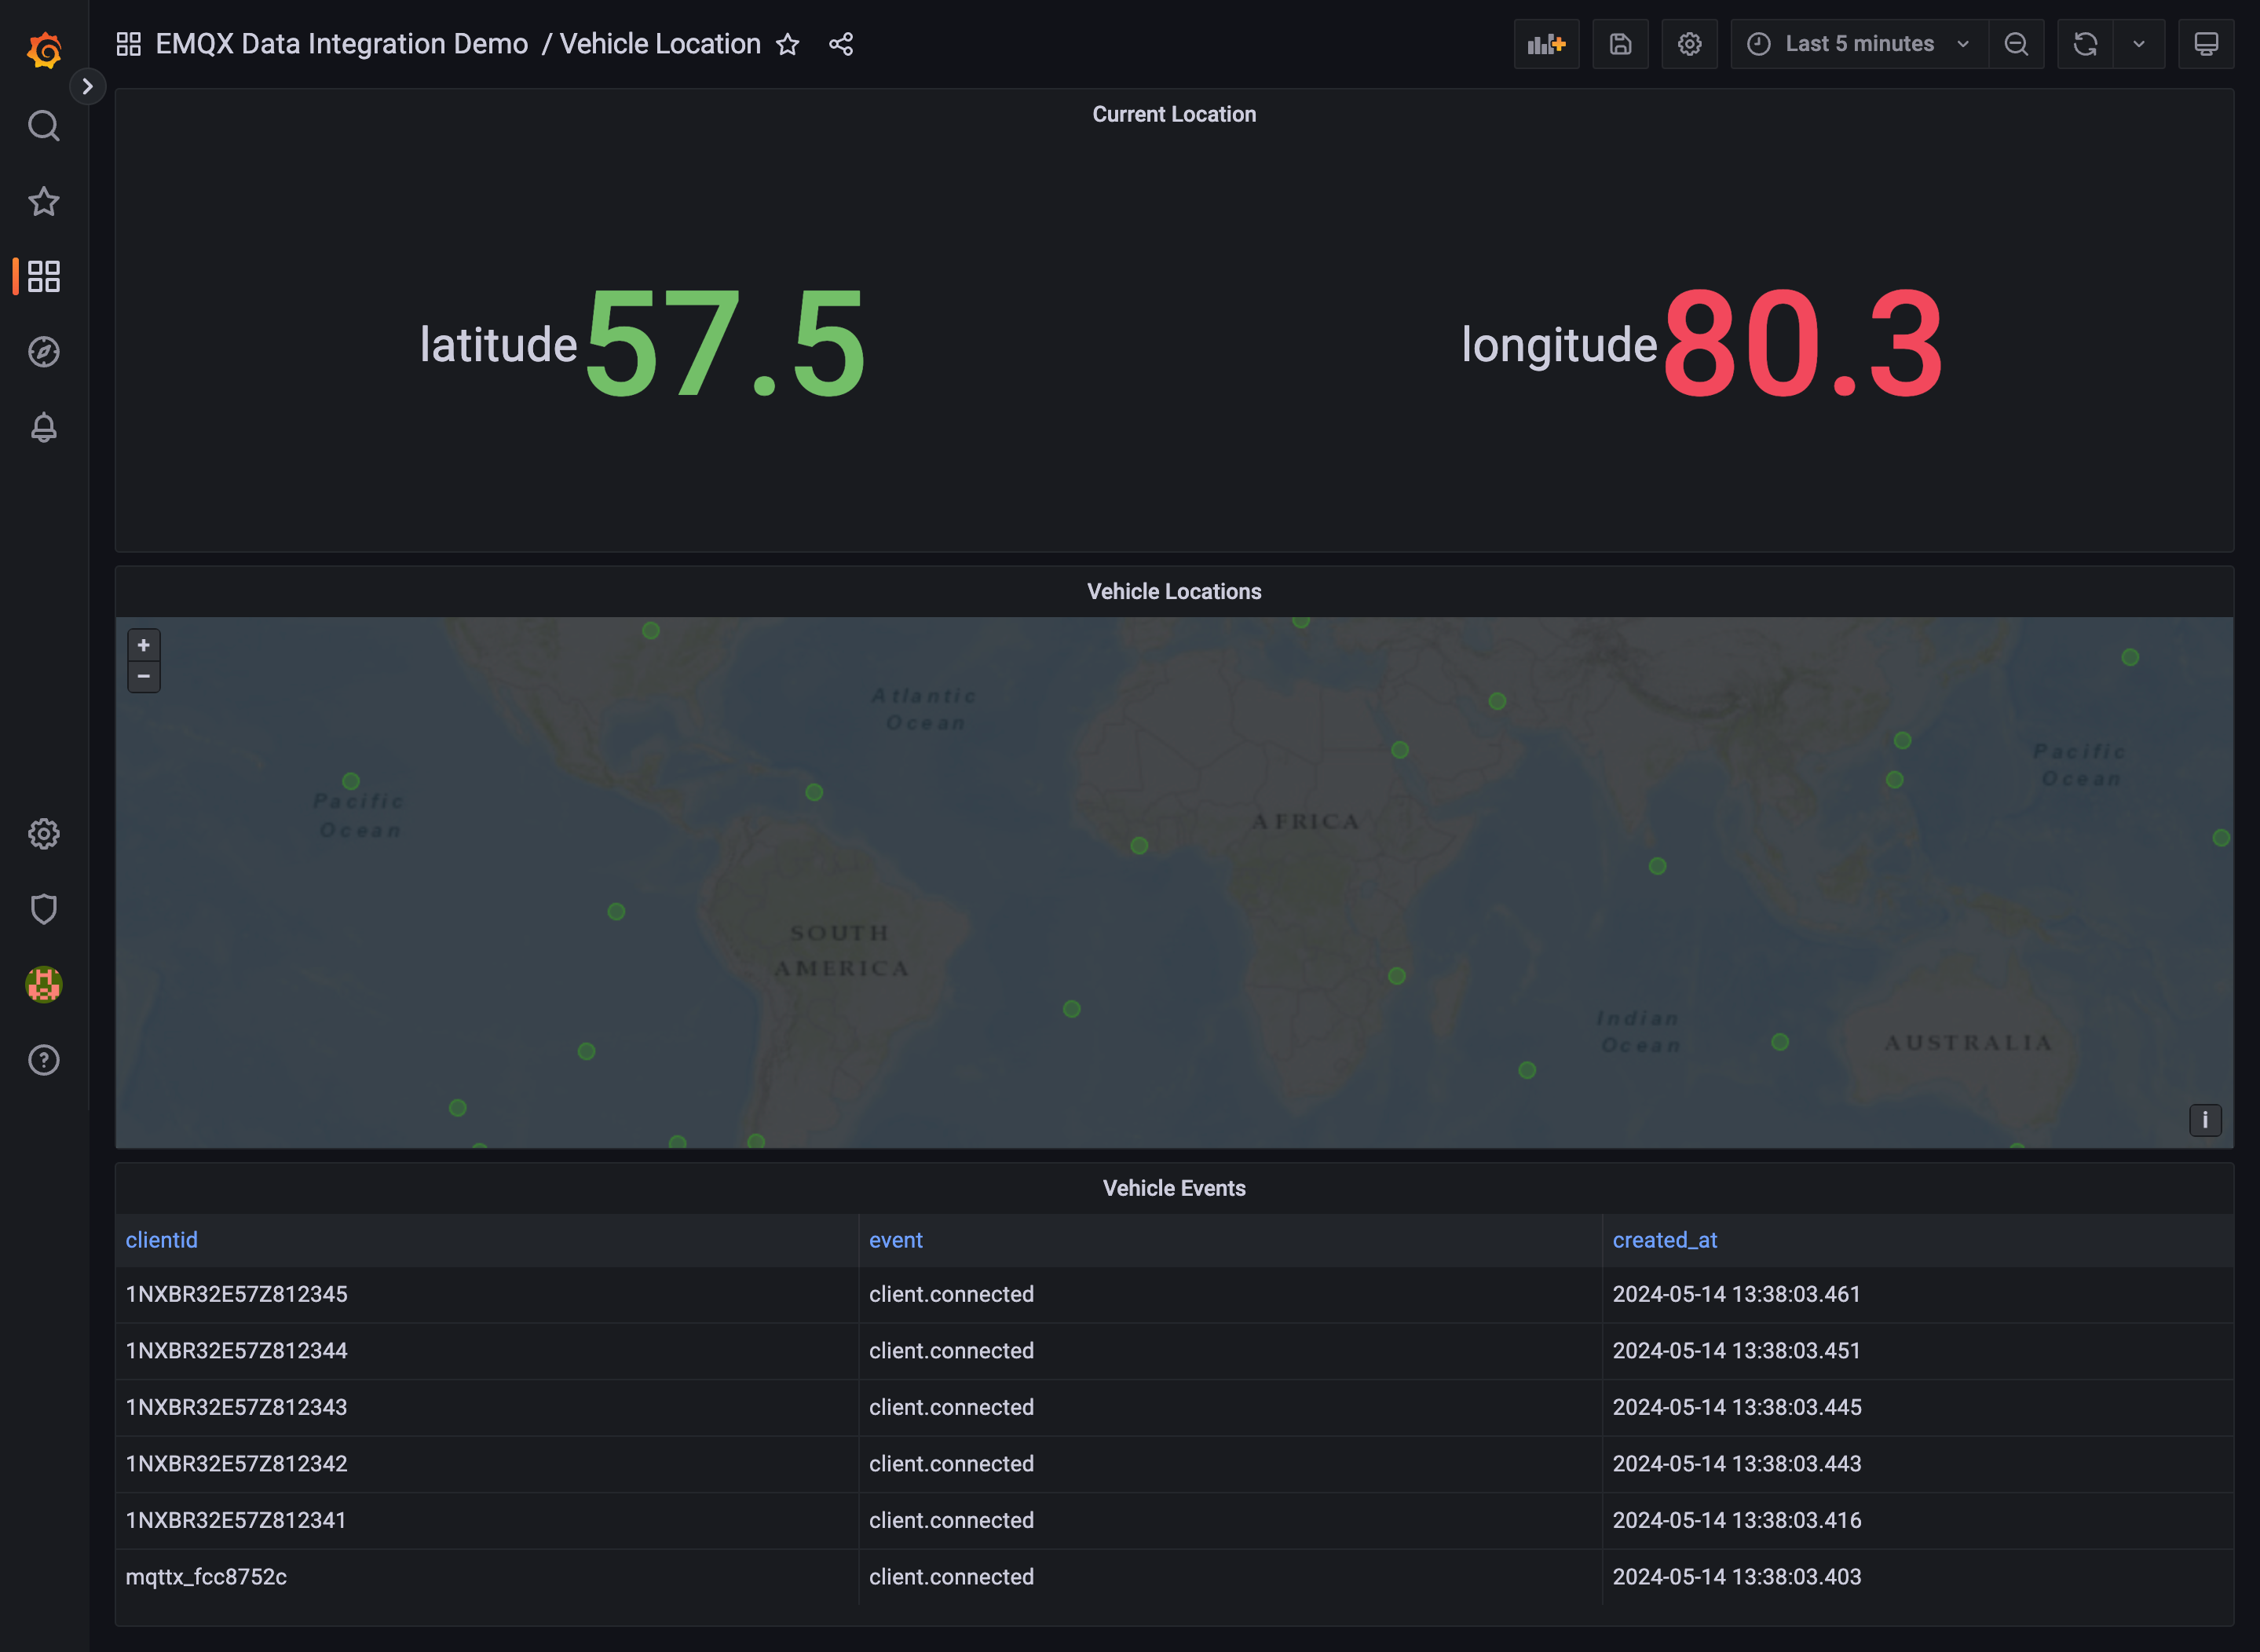 EMQX Data Integration Demo / Vehicle Location
Last 5 minutes
Current Location
latitude 57.5
longitude 80.3
Vehicle Locations
+
−
Atlantic
Ocean
Pacific
Ocean
Pacific
Ocean
AFRICA
SOUTH
AMERICA
Indian
Ocean
AUSTRALIA
i
Vehicle Events
clientid event created_at
1NXBR32E57Z812345 client.connected 2024-05-14 13:38:03.461
1NXBR32E57Z812344 client.connected 2024-05-14 13:38:03.451
1NXBR32E57Z812343 client.connected 2024-05-14 13:38:03.445
1NXBR32E57Z812342 client.connected 2024-05-14 13:38:03.443
1NXBR32E57Z812341 client.connected 2024-05-14 13:38:03.416
mqttx_fcc8752c client.connected 2024-05-14 13:38:03.403